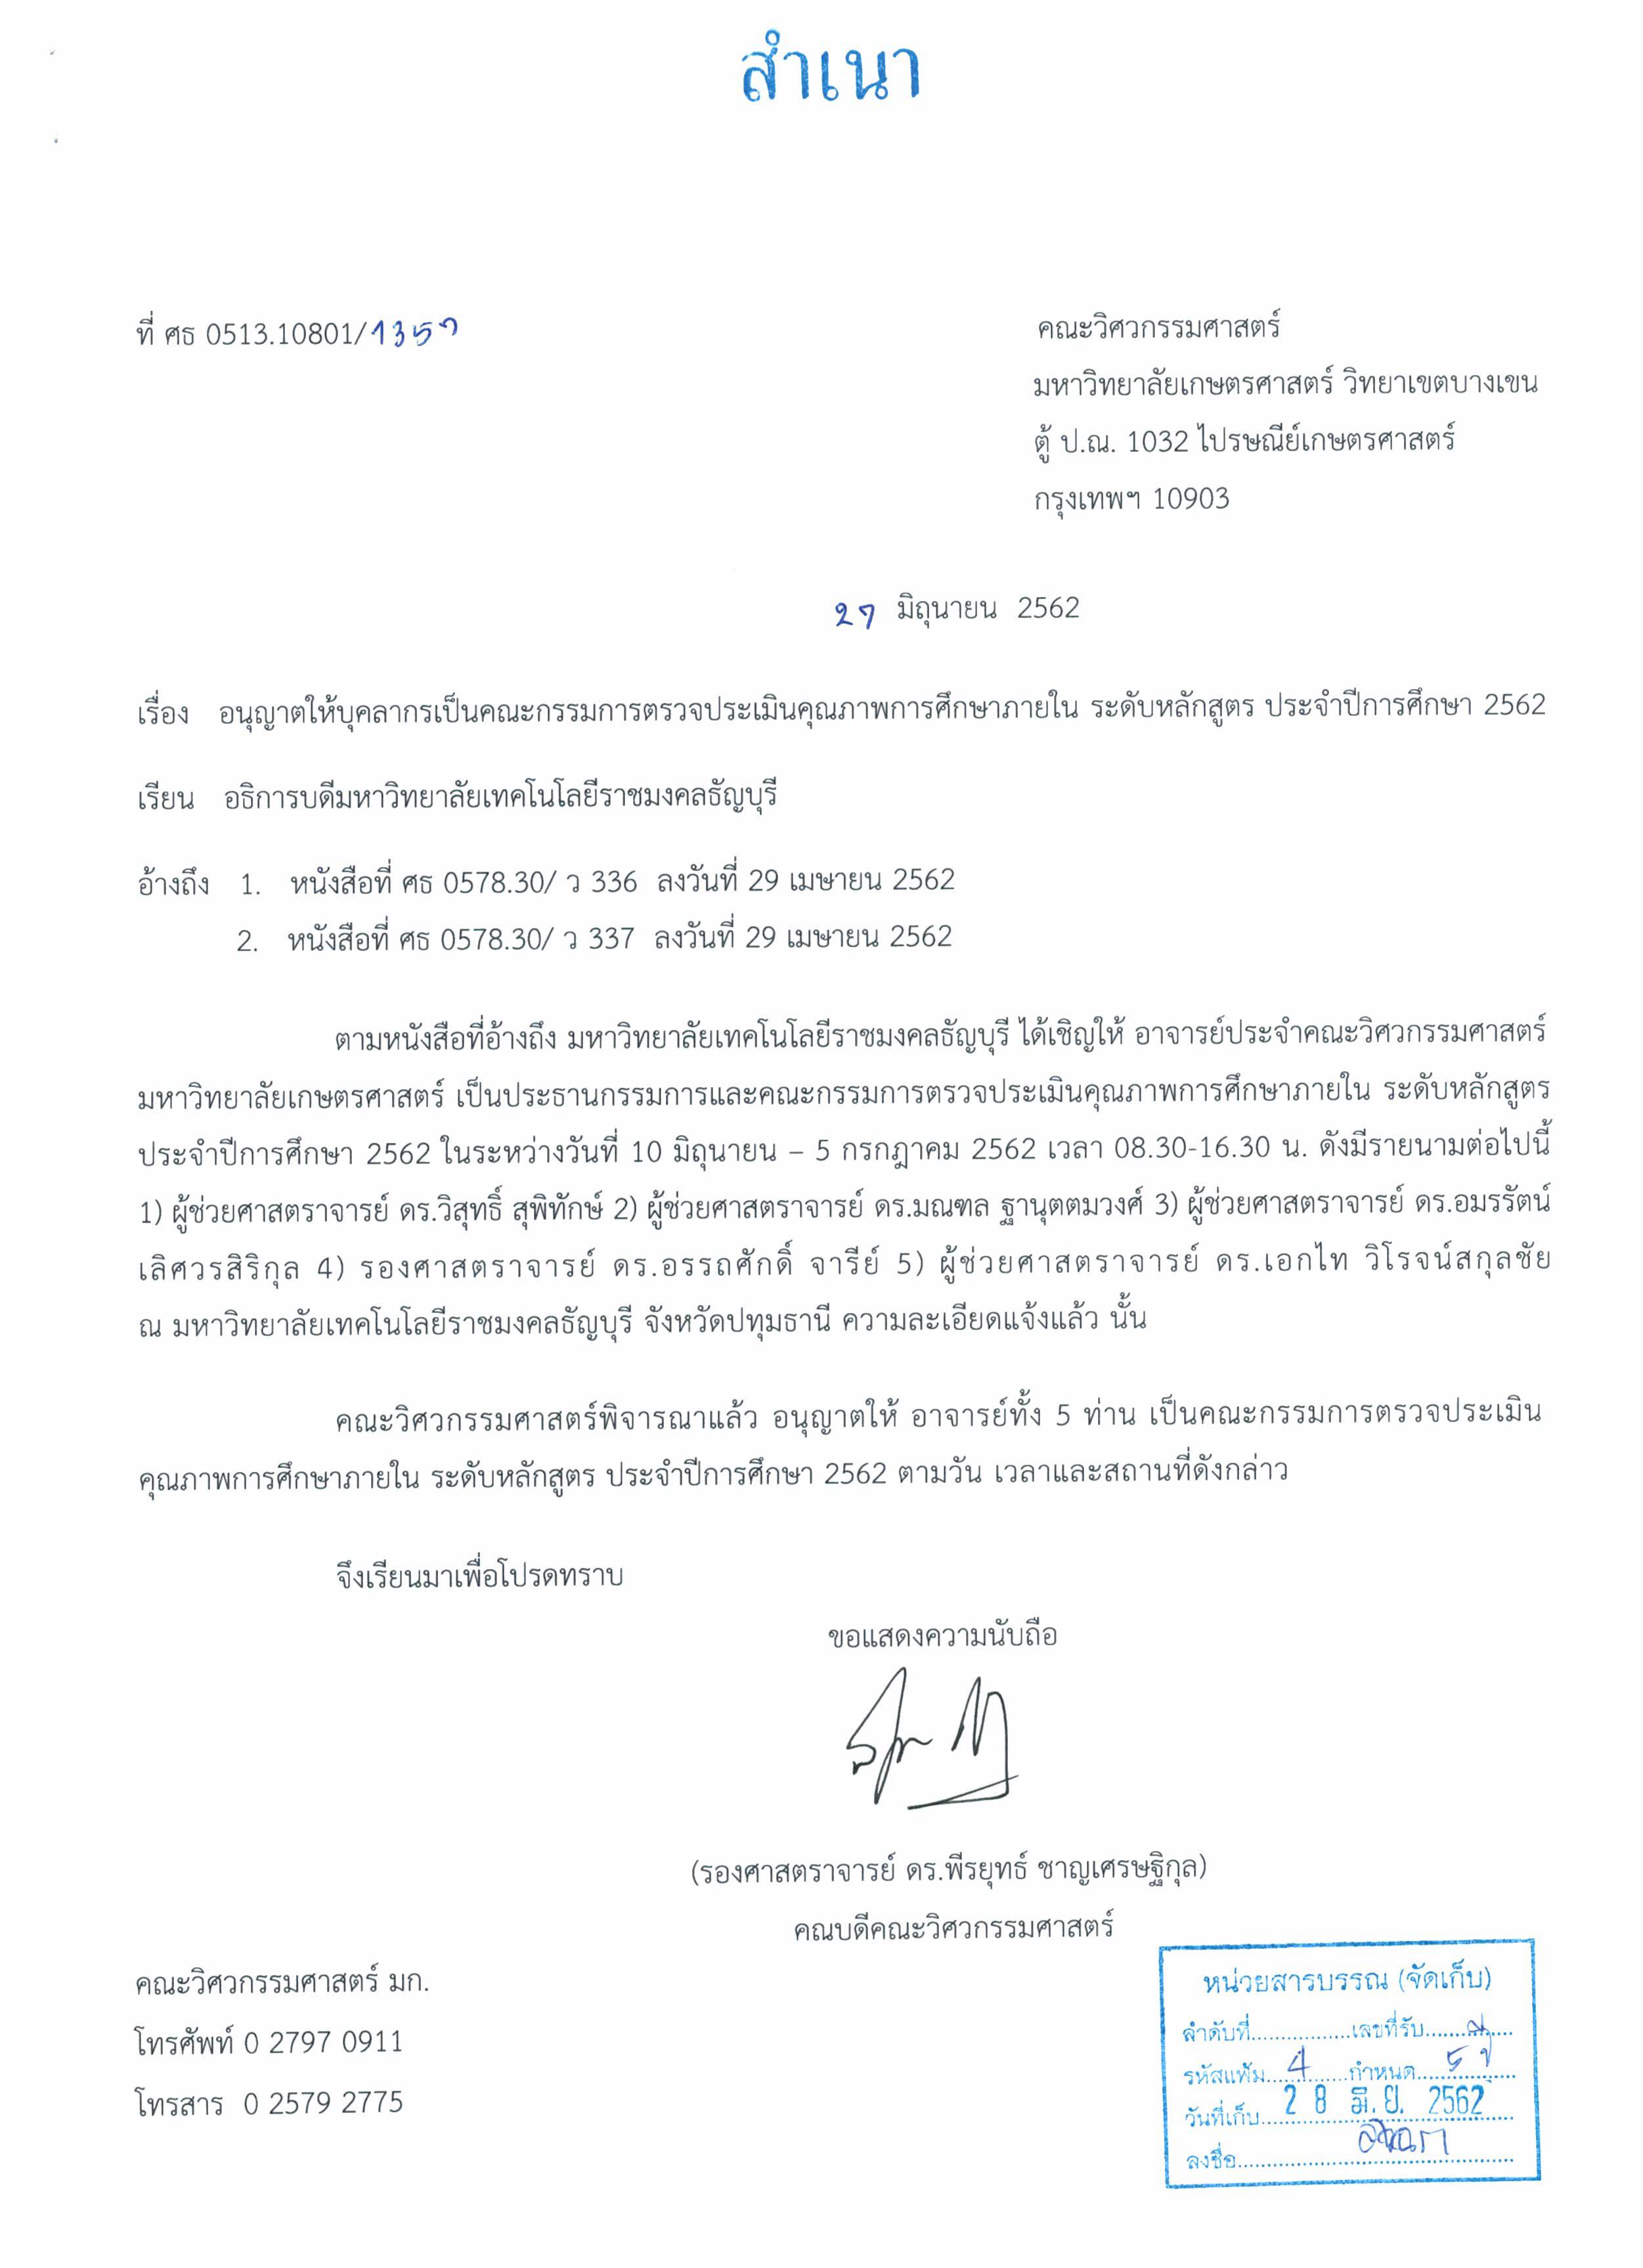 สำเนา
ที่ ศธ 0513.10801/1357
คณะวิศวกรรมศาสตร์
มหาวิทยาลัยเกษตรศาสตร์ วิทยาเขตบางเขน
ตู้ ป.ณ. 1032 ไปรษณีย์เกษตรศาสตร์
กรุงเทพฯ 10903
27 มิถุนายน 2562
เรื่อง อนุญาตให้บุคลากรเป็นคณะกรรมการตรวจประเมินคุณภาพการศึกษาภายใน ระดับหลักสูตร ประจำปีการศึกษา 2562
เรียน อธิการบดีมหาวิทยาลัยเทคโนโลยีราชมงคลธัญบุรี
อ้างถึง 1. หนังสือที่ ศธ 0578.30/ ว 336 ลงวันที่ 29 เมษายน 2562
2. หนังสือที่ ศธ 0578.30/ ว 337 ลงวันที่ 29 เมษายน 2562
ตามหนังสือที่อ้างถึง มหาวิทยาลัยเทคโนโลยีราชมงคลธัญบุรี ได้เชิญให้ อาจารย์ประจำคณะวิศวกรรมศาสตร์
มหาวิทยาลัยเกษตรศาสตร์ เป็นประธานกรรมการและคณะกรรมการตรวจประเมินคุณภาพการศึกษาภายใน ระดับหลักสูตร
ประจำปีการศึกษา 2562 ในระหว่างวันที่ 10 มิถุนายน – 5 กรกฎาคม 2562 เวลา 08.30-16.30 น. ดังมีรายนามต่อไปนี้
1) ผู้ช่วยศาสตราจารย์ ดร.วิสุทธิ์ สุพิทักษ์ 2) ผู้ช่วยศาสตราจารย์ ดร.มณฑล ฐานุตตมวงศ์ 3) ผู้ช่วยศาสตราจารย์ ดร.อมรรัตน์
เลิศวรสิริกุล 4) รองศาสตราจารย์ ดร.อรรถศักดิ์ จารีย์ 5) ผู้ช่วยศาสตราจารย์ ดร.เอกไท วิโรจน์สกุลชัย
ณ มหาวิทยาลัยเทคโนโลยีราชมงคลธัญบุรี จังหวัดปทุมธานี ความละเอียดแจ้งแล้ว นั้น
คณะวิศวกรรมศาสตร์พิจารณาแล้ว อนุญาตให้ อาจารย์ทั้ง 5 ท่าน เป็นคณะกรรมการตรวจประเมิน
คุณภาพการศึกษาภายใน ระดับหลักสูตร ประจำปีการศึกษา 2562 ตามวัน เวลาและสถานที่ดังกล่าว
จึงเรียนมาเพื่อโปรดทราบ
ขอแสดงความนับถือ
(รองศาสตราจารย์ ดร.พีรยุทธ์ ชาญเศรษฐิกุล)
คณบดีคณะวิศวกรรมศาสตร์
คณะวิศวกรรมศาสตร์ มก.
โทรศัพท์ 0 2797 0911
โทรสาร 0 2579 2775
หน่วยสารบรรณ (จัดเก็บ)
ลำดับที่................เลขที่รับ..............
รหัสแฟ้ม....4....กำหนด....5 ปี....
วันที่เก็บ....28 มิ.ย. 2562
ลงชื่อ............................................